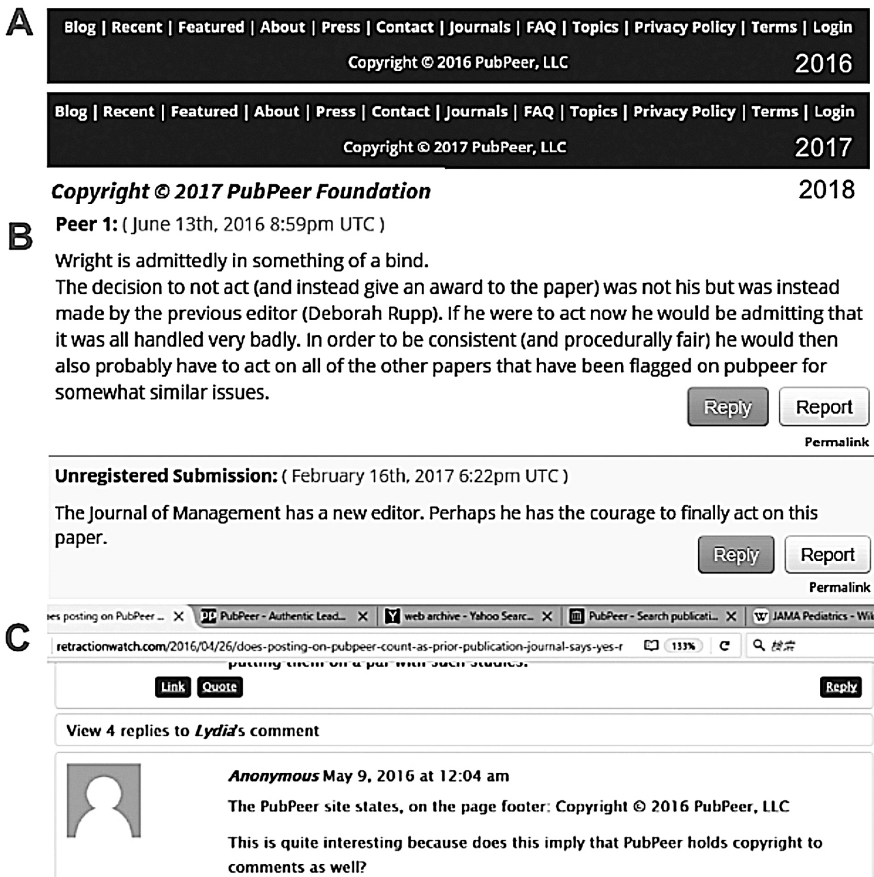 A
Blog | Recent | Featured | About | Press | Contact | Journals | FAQ | Topics | Privacy Policy | Terms | Login
Copyright © 2016 PubPeer, LLC 2016
Blog | Recent | Featured | About | Press | Contact | Journals | FAQ | Topics | Privacy Policy | Terms | Login
Copyright © 2017 PubPeer, LLC 2017
Copyright © 2017 PubPeer Foundation 2018
B
Peer 1: ( June 13th, 2016 8:59pm UTC )
Wright is admittedly in something of a bind.
The decision to not act (and instead give an award to the paper) was not his but was instead
made by the previous editor (Deborah Rupp). If he were to act now he would be admitting that
it was all handled very badly. In order to be consistent (and procedurally fair) he would then
also probably have to act on all of the other papers that have been flagged on pubpeer for
somewhat similar issues.
Reply Report
Permalink
Unregistered Submission: ( February 16th, 2017 6:22pm UTC )
The Journal of Management has a new editor. Perhaps he has the courage to finally act on this
paper.
Reply Report
Permalink
C
es posting on PubPeer ... X PubPeer - Authentic Lead... X Y web archive - Yahoo Searc... X PubPeer - Search publicati... X W JAMA Pediatrics - Wik
retractionwatch.com/2016/04/26/does-posting-on-pubpeer-count-as-prior-publication-journal-says-yes-r 133% C 検索
putting them on a par with such studies.
Link Quote Reply
View 4 replies to Lydia's comment
Anonymous May 9, 2016 at 12:04 am
The PubPeer site states, on the page footer: Copyright © 2016 PubPeer, LLC
This is quite interesting because does this imply that PubPeer holds copyright to
comments as well?